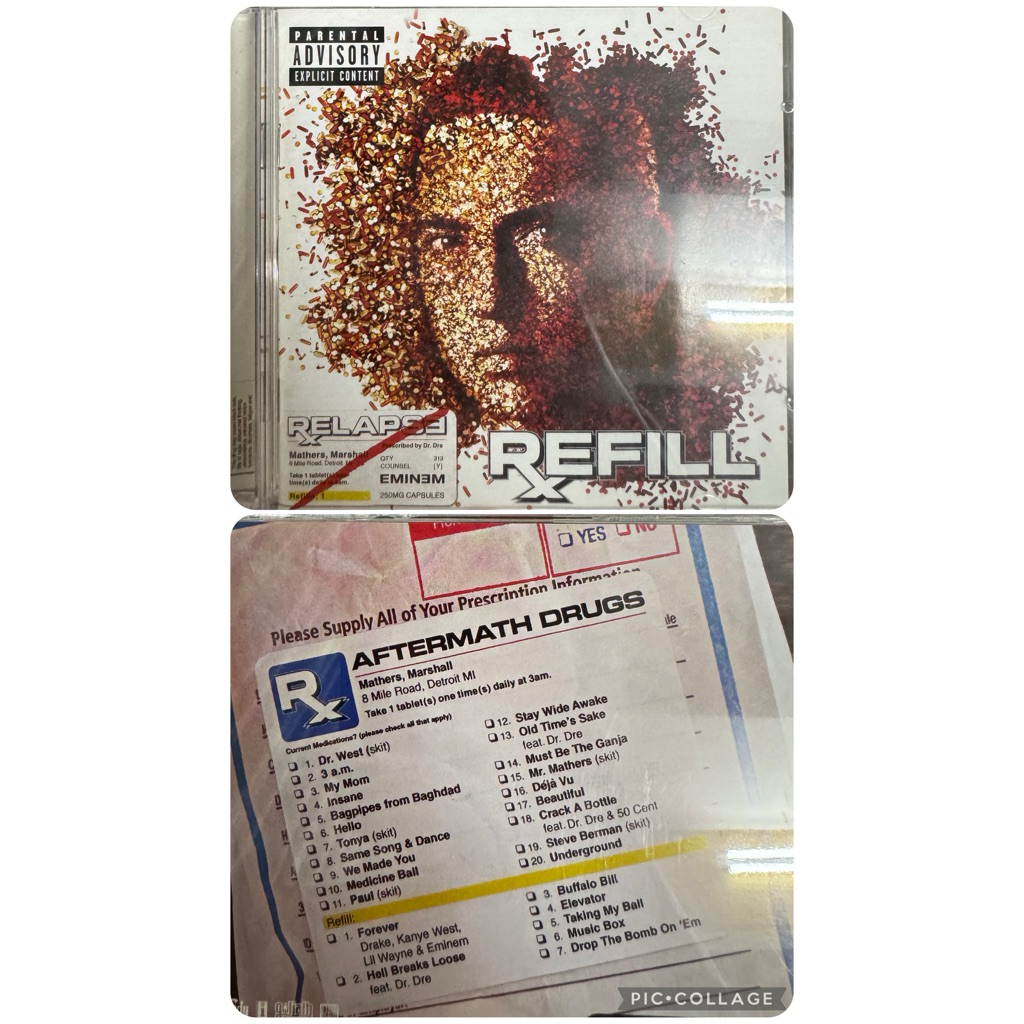 PARENTAL
ADVISORY
EXPLICIT CONTENT
RELAPSE
Rx
Prescribed by Dr. Dre
Mathers, Marshall
8 Mile Road, Detroit
QTY 313
COUNSEL [Y]
Take 1 tablet(s)
time(s) daily
3am.
EMINEM
Refills: 1
250MG CAPSULES
REFILL
Rx
YES NO
Please Supply All of Your Prescription Information
AFTERMATH DRUGS
Rx
Mathers, Marshall
8 Mile Road, Detroit MI
Take 1 tablet(s) one time(s) daily at 3am.
Current Medications? (please check all that apply)
1. Dr. West (skit)
2. 3 a.m.
3. My Mom
4. Insane
5. Bagpipes from Baghdad
6. Hello
7. Tonya (skit)
8. Same Song & Dance
9. We Made You
10. Medicine Ball
11. Paul (skit)
12. Stay Wide Awake
13. Old Time's Sake
feat. Dr. Dre
14. Must Be The Ganja
15. Mr. Mathers (skit)
16. Déjà Vu
17. Beautiful
18. Crack A Bottle
feat. Dr. Dre & 50 Cent
19. Steve Berman (skit)
20. Underground
Refill:
1. Forever
Drake, Kanye West,
Lil Wayne & Eminem
2. Hell Breaks Loose
feat. Dr. Dre
3. Buffalo Bill
4. Elevator
5. Taking My Ball
6. Music Box
7. Drop The Bomb On 'Em
PIC•COLLAGE